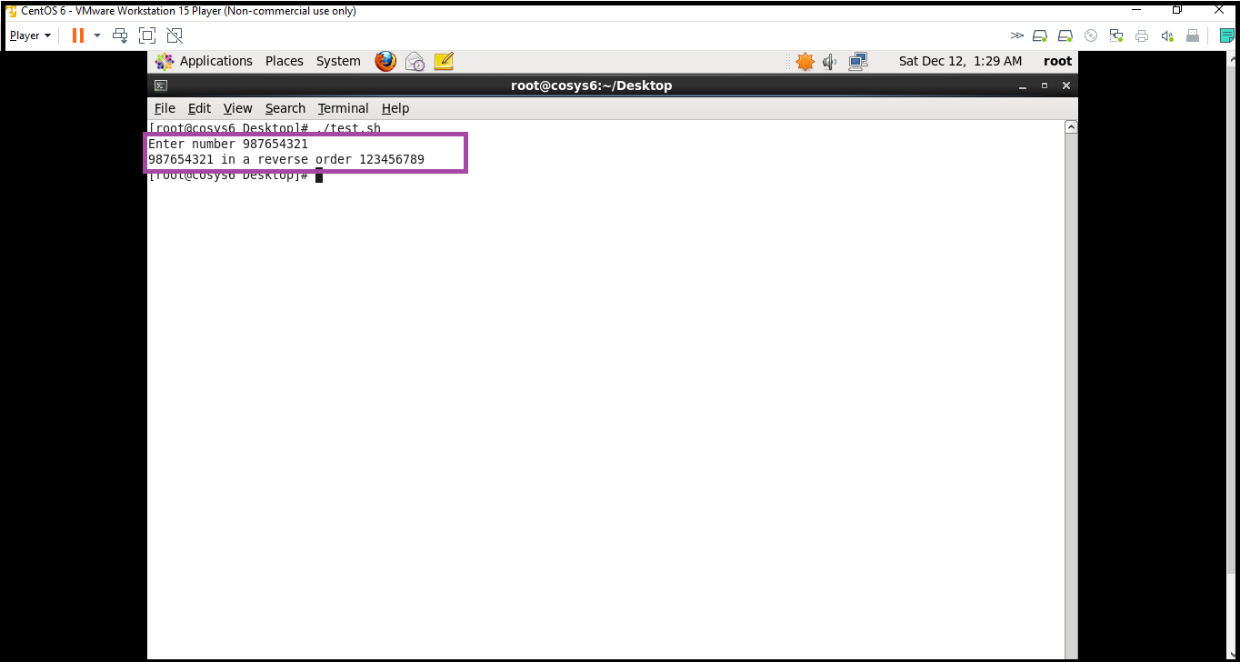 CentOS 6 - VMware Workstation 15 Player (Non-commercial use only)
Player
Applications Places System Sat Dec 12, 1:29 AM root
root@cosys6:~/Desktop
File Edit View Search Terminal Help
[root@cosys6 Desktop]# ./test.sh
Enter number 987654321
987654321 in a reverse order 123456789
[root@cosys6 Desktop]#